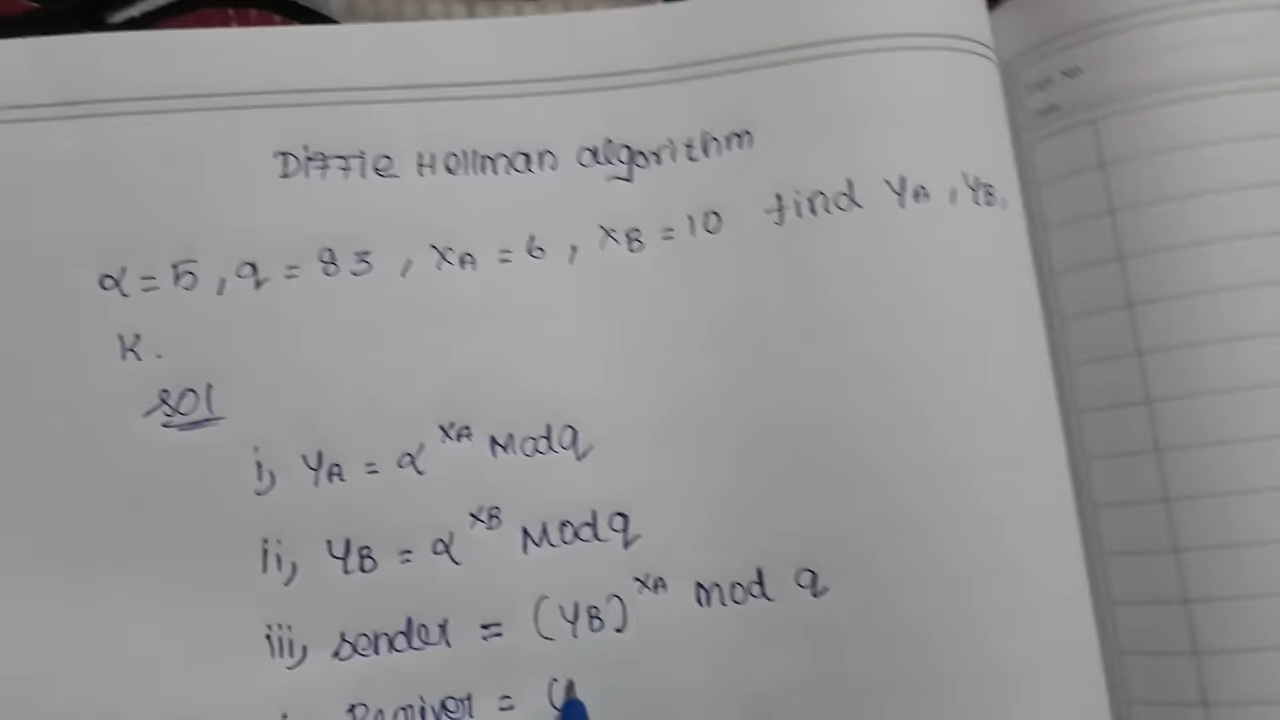 Diffie Hellman algorithm
α = 5, q = 83, XA = 6, XB = 10 find YA, YB,
K.
Sol
i, YA = α^XA Mod q
ii, YB = α^XB Mod q
iii, sender = (YB)^XA mod q
= (